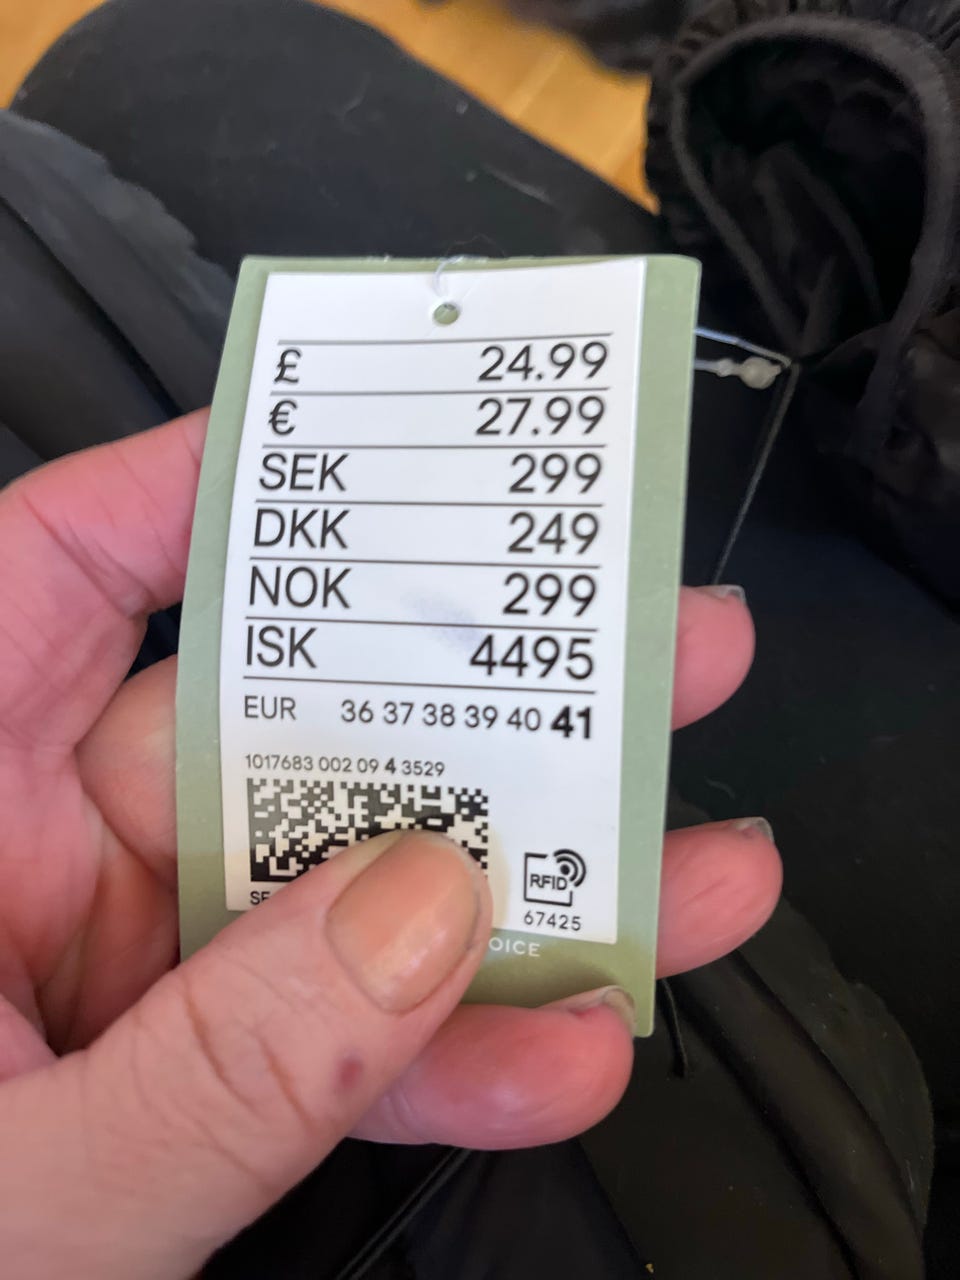 £ 24.99
€ 27.99
SEK 299
DKK 249
NOK 299
ISK 4495
EUR 36 37 38 39 40 41
1017683 002 09 4 3529
RFID
67425